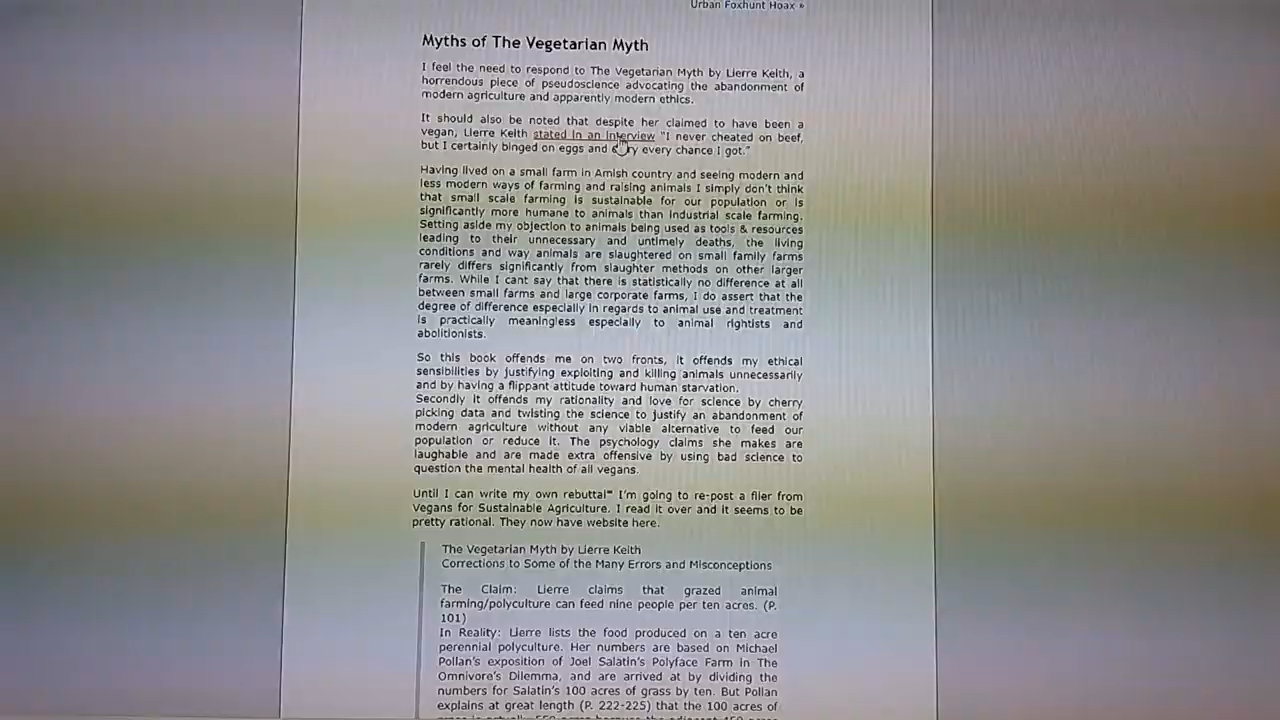 Urban Foxhunt Hoax »
Myths of The Vegetarian Myth
I feel the need to respond to The Vegetarian Myth by Lierre Keith, a
horrendous piece of pseudoscience advocating the abandonment of
modern agriculture and apparently modern ethics.
It should also be noted that despite her claimed to have been a
vegan, Lierre Keith stated in an interview "I never cheated on beef,
but I certainly binged on eggs and every chance I got."
Having lived on a small farm in Amish country and seeing modern and
less modern ways of farming and raising animals I simply don't think
that small scale farming is sustainable for our population or is
significantly more humane to animals than industrial scale farming.
Setting aside my objection to animals being used as tools & resources
leading to their unnecessary and untimely deaths, the living
conditions and way animals are slaughtered on small family farms
rarely differs significantly from slaughter methods on other larger
farms. While I cant say that there is statistically no difference at all
between small farms and large corporate farms, I do assert that the
degree of difference especially in regards to animal use and treatment
is practically meaningless especially to animal rightists and
abolitionists.
So this book offends me on two fronts, it offends my ethical
sensibilities by justifying exploiting and killing animals unnecessarily
and by having a flippant attitude toward human starvation.
Secondly it offends my rationality and love for science by cherry
picking data and twisting the science to justify an abandonment of
modern agriculture without any viable alternative to feed our
population or reduce it. The psychology claims she makes are
laughable and are made extra offensive by using bad science to
question the mental health of all vegans.
Until I can write my own rebuttal" I'm going to re-post a flier from
Vegans for Sustainable Agriculture. I read it over and it seems to be
pretty rational. They now have website here.
The Vegetarian Myth by Lierre Keith
Corrections to Some of the Many Errors and Misconceptions
The Claim: Lierre claims that grazed animal
farming/polyculture can feed nine people per ten acres. (P.
101)
In Reality: Lierre lists the food produced on a ten acre
perennial polyculture. Her numbers are based on Michael
Pollan's exposition of Joel Salatin's Polyface Farm in The
Omnivore's Dilemma, and are arrived at by dividing the
numbers for Salatin's 100 acres of grass by ten. But Pollan
explains at great length (P. 222-225) that the 100 acres of